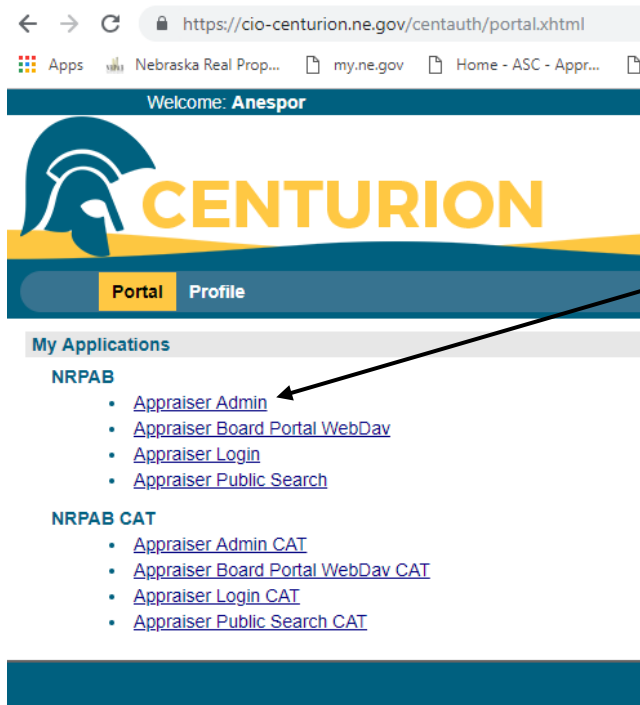 https://cio-centurion.ne.gov/centauth/portal.xhtml
Apps Nebraska Real Prop... my.ne.gov Home - ASC - Appr...
Welcome: Anespor
CENTURION
Portal Profile
My Applications
NRPAB
• Appraiser Admin
• Appraiser Board Portal WebDav
• Appraiser Login
• Appraiser Public Search
NRPAB CAT
• Appraiser Admin CAT
• Appraiser Board Portal WebDav CAT
• Appraiser Login CAT
• Appraiser Public Search CAT